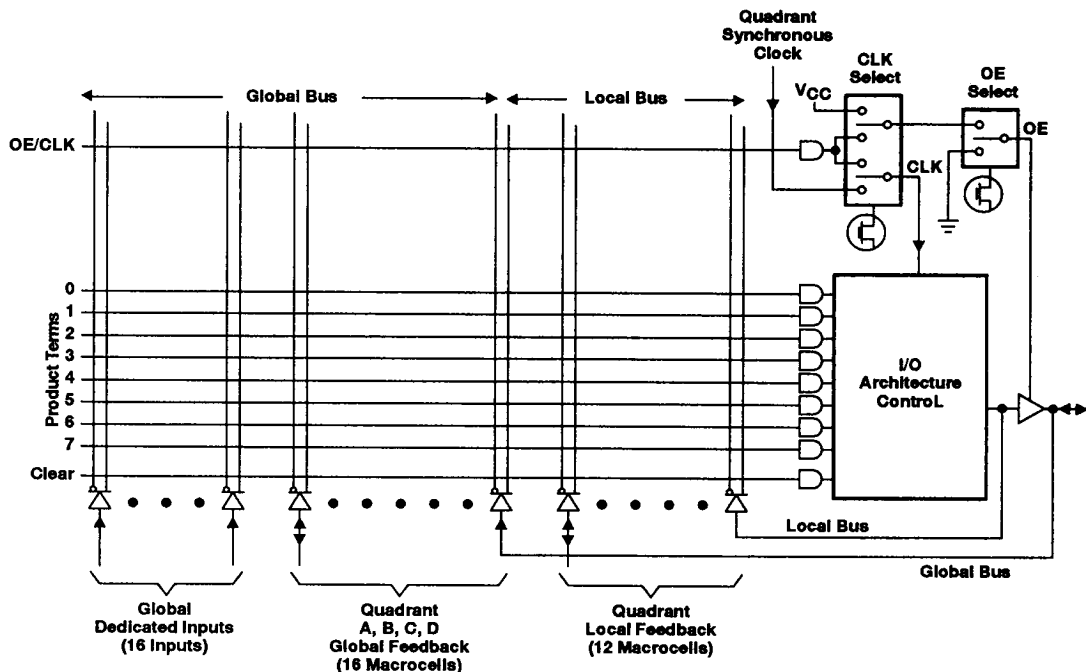 Quadrant
Synchronous
Clock
CLK
Select
OE
Select
Global Bus
Local Bus
VCC
OE
OE/CLK
CLK
Product Terms
0
1
2
3
4
5
6
7
Clear
I/O
Architecture
ControL
Local Bus
Global Bus
Global
Dedicated Inputs
(16 Inputs)
Quadrant
A, B, C, D
Global Feedback
(16 Macrocells)
Quadrant
Local Feedback
(12 Macrocells)